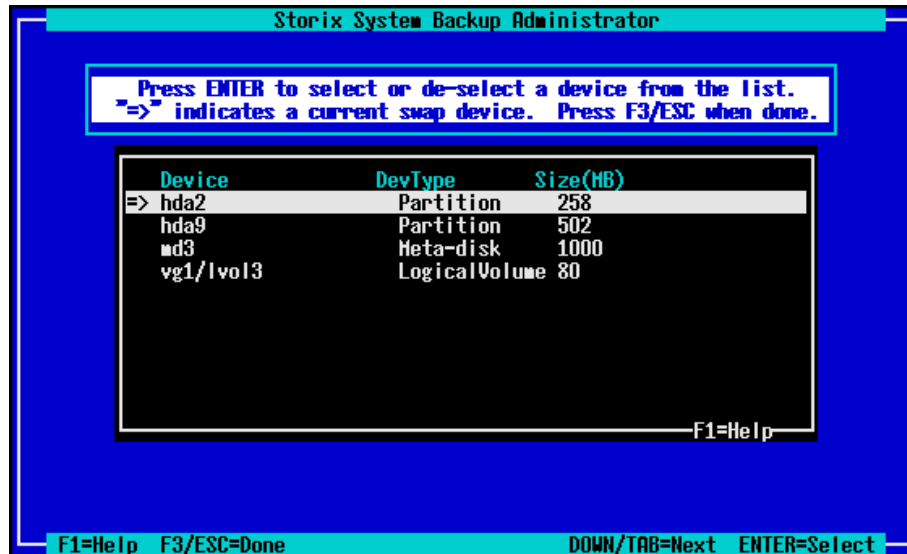 Storix System Backup Administrator
Press ENTER to select or de-select a device from the list.
"=>" indicates a current swap device. Press F3/ESC when done.
Device DevType Size(MB)
=> hda2 Partition 258
hda9 Partition 502
md3 Meta-disk 1000
vg1/lvol3 LogicalVolume 80
F1=Help
F1=Help F3/ESC=Done DOWN/TAB=Next ENTER=Select